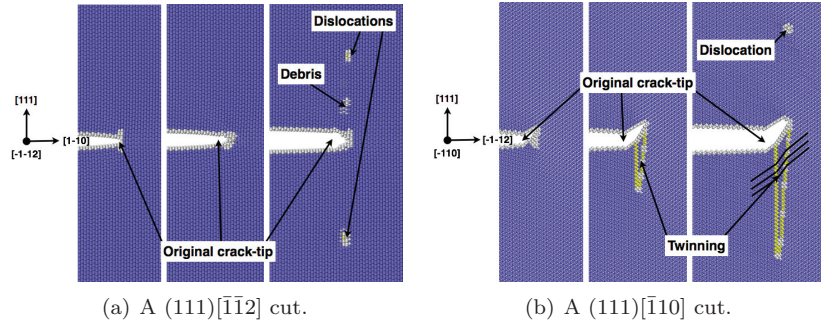 Dislocations
Debris
[111]
[1-10]
[-1-12]
Original crack-tip
(a) A (111)[1̅1̅2] cut.
Dislocation
Original crack-tip
[111]
[-1-12]
[-110]
Twinning
(b) A (111)[1̅10] cut.